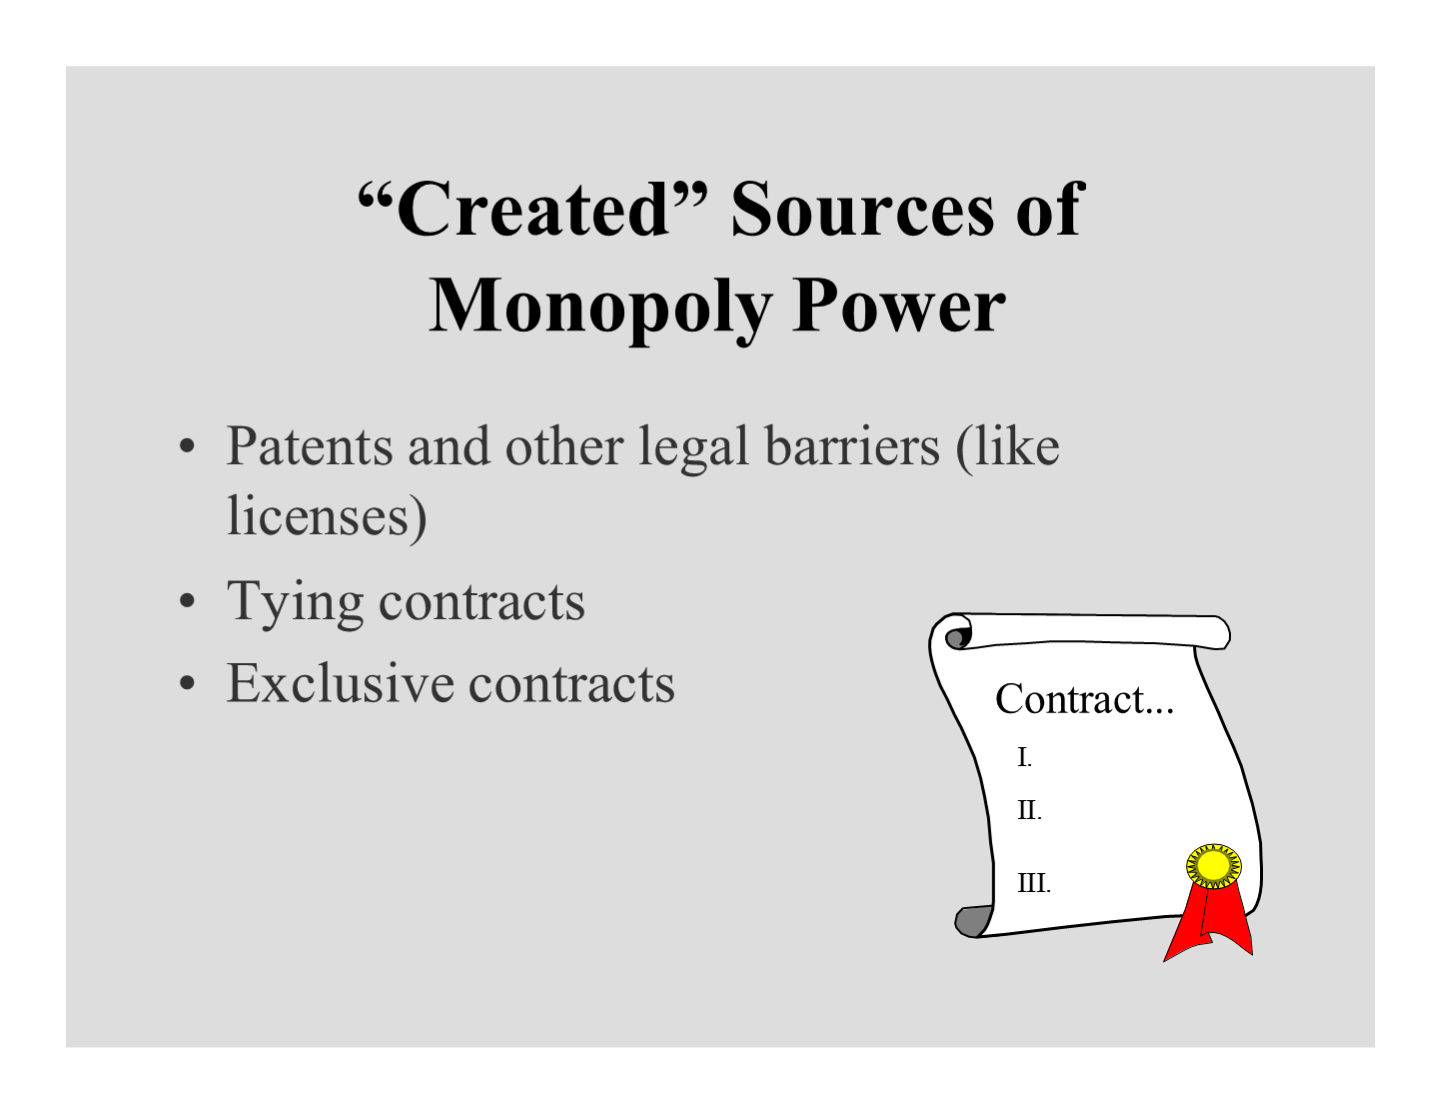 “Created” Sources of
Monopoly Power
• Patents and other legal barriers (like
licenses)
• Tying contracts
• Exclusive contracts
Contract...
I.
II.
III.